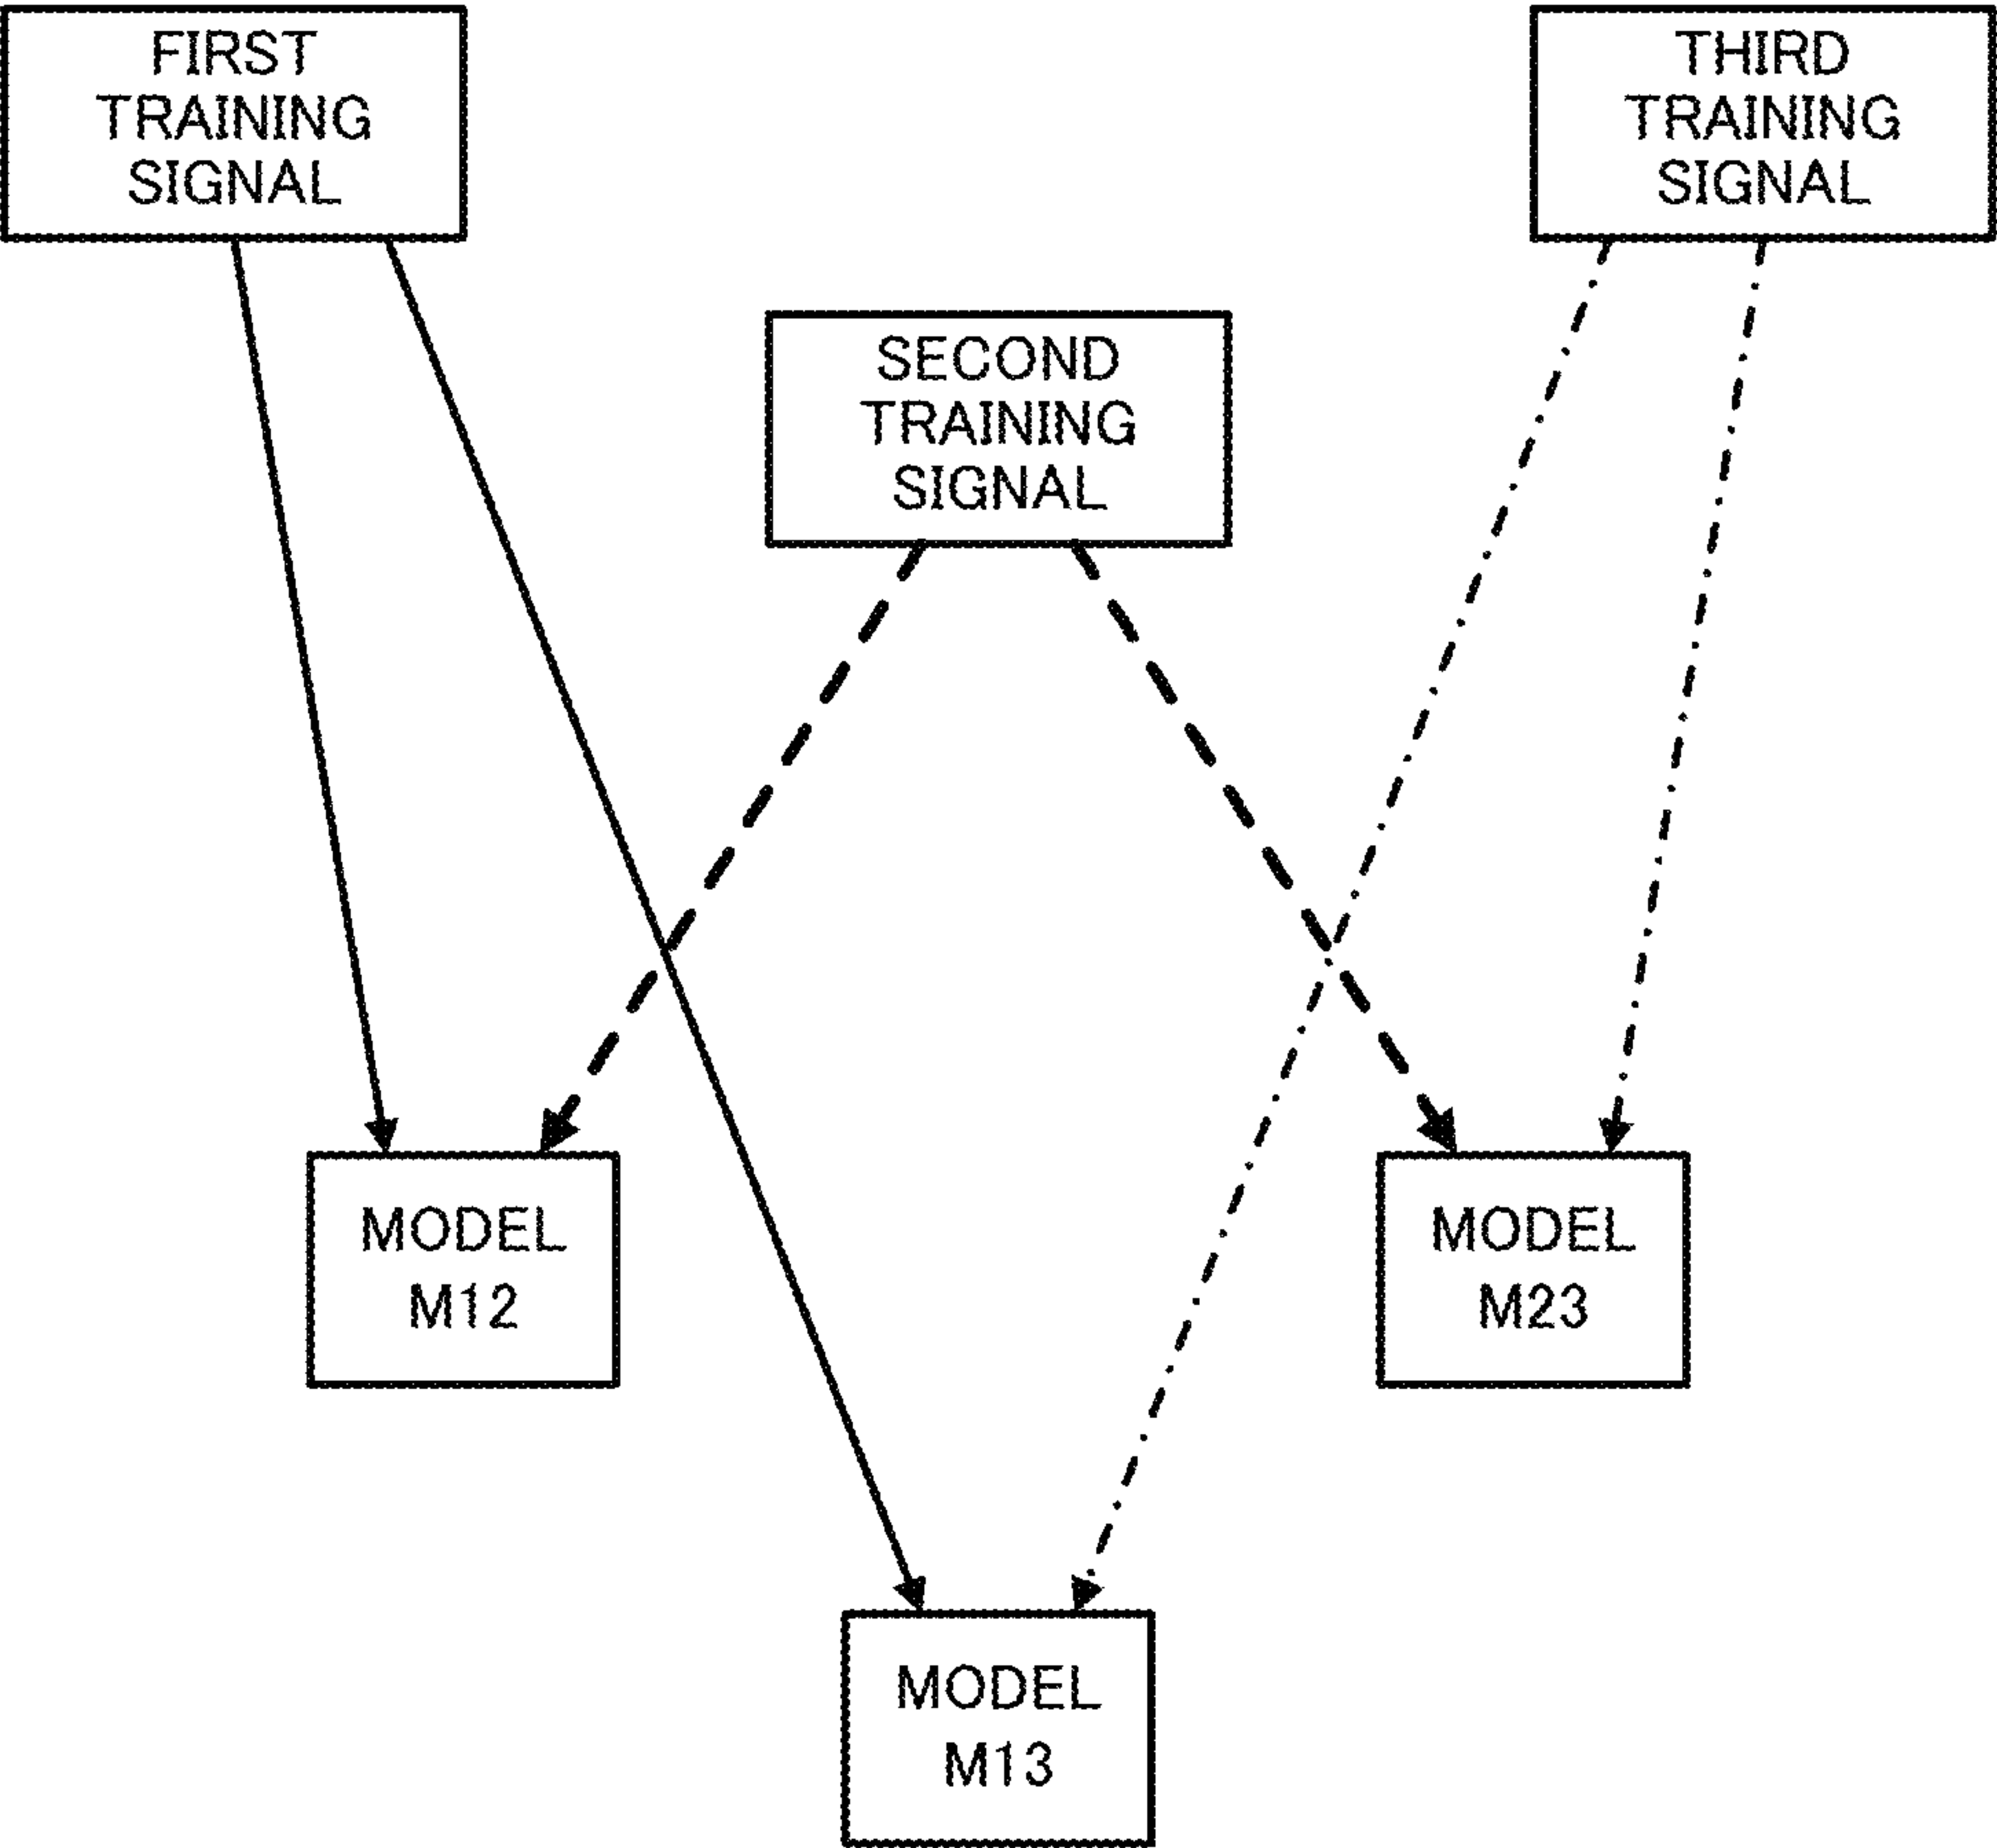 FIRST
TRAINING
SIGNAL
THIRD
TRAINING
SIGNAL
SECOND
TRAINING
SIGNAL
MODEL
M12
MODEL
M23
MODEL
M13